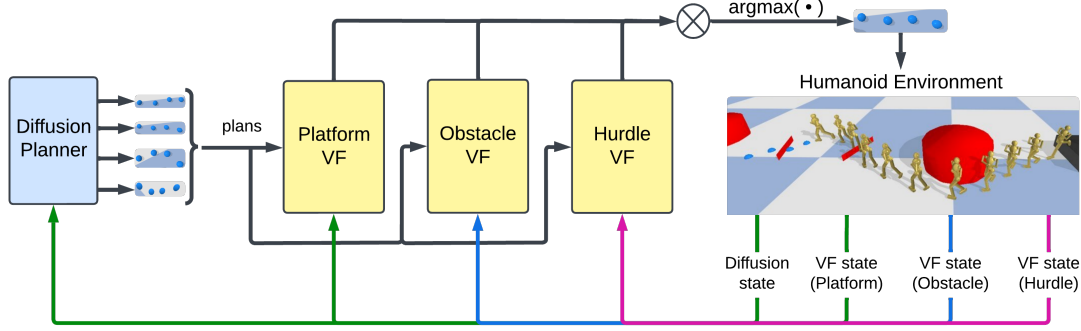 argmax( • )
Humanoid Environment
Diffusion
Planner
plans
Platform
VF
Obstacle
VF
Hurdle
VF
Diffusion
state
VF state
(Platform)
VF state
(Obstacle)
VF state
(Hurdle)